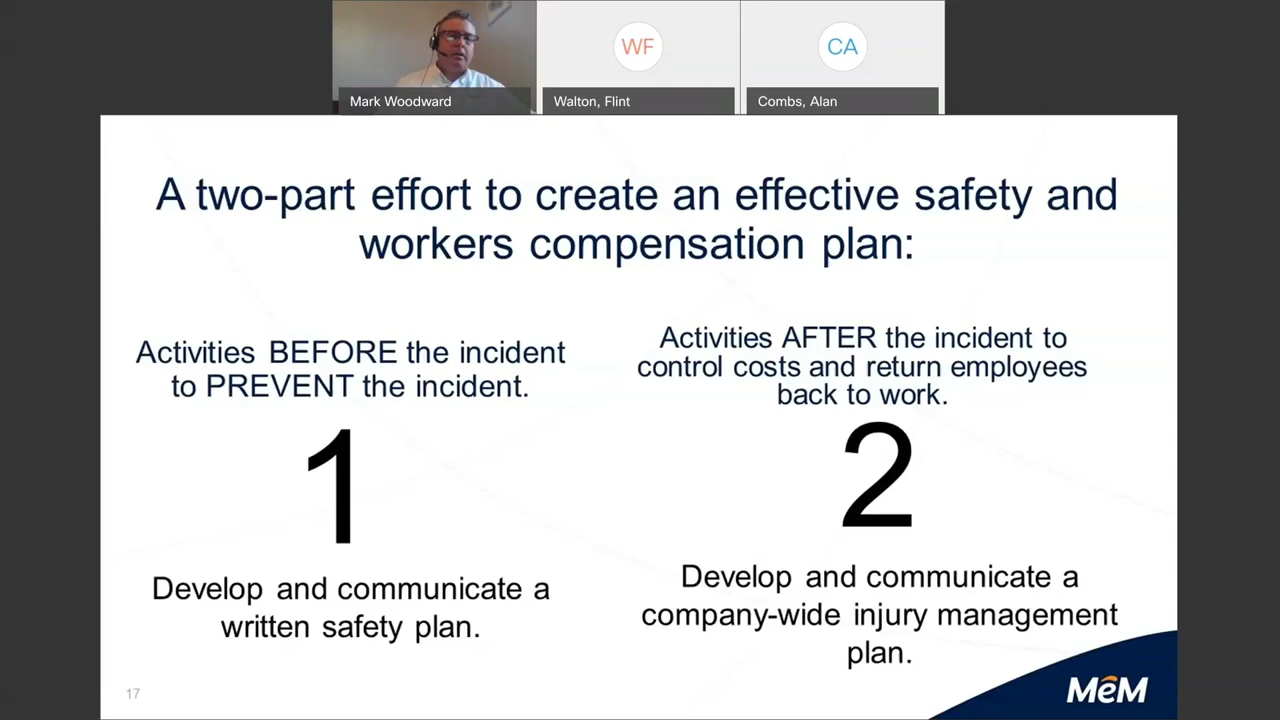 WF
CA
Mark Woodward
Walton, Flint
Combs, Alan
A two-part effort to create an effective safety and
workers compensation plan:
Activities BEFORE the incident
to PREVENT the incident.
1
Develop and communicate a
written safety plan.
Activities AFTER the incident to
control costs and return employees
back to work.
2
Develop and communicate a
company-wide injury management
plan.
17
MEM